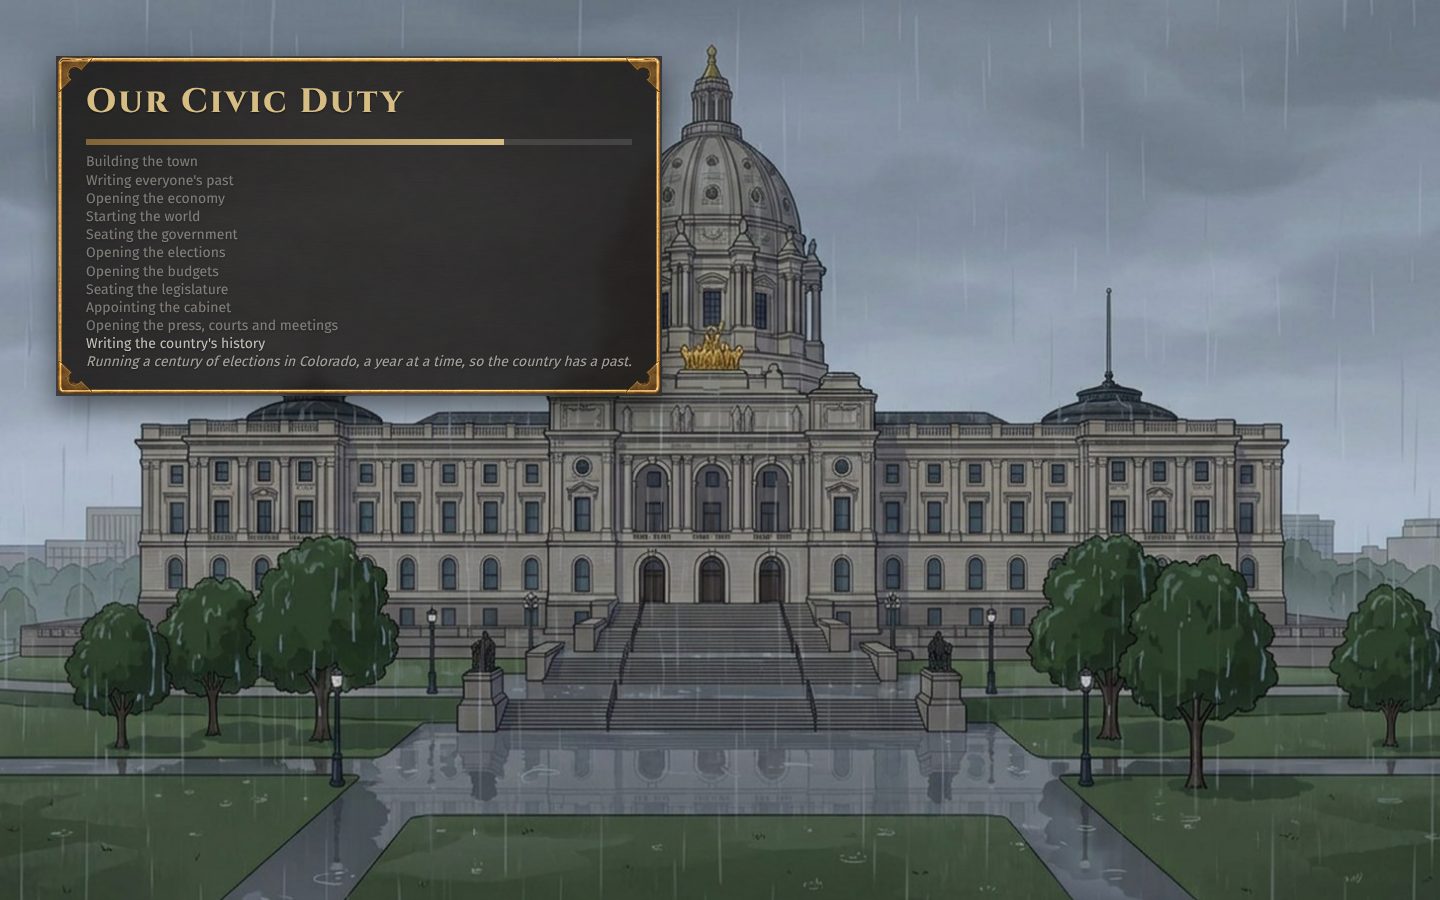 Our Civic Duty
Building the town
Writing everyone's past
Opening the economy
Starting the world
Seating the government
Opening the elections
Opening the budgets
Seating the legislature
Appointing the cabinet
Opening the press, courts and meetings
Writing the country's history
Running a century of elections in Colorado, a year at a time, so the country has a past.